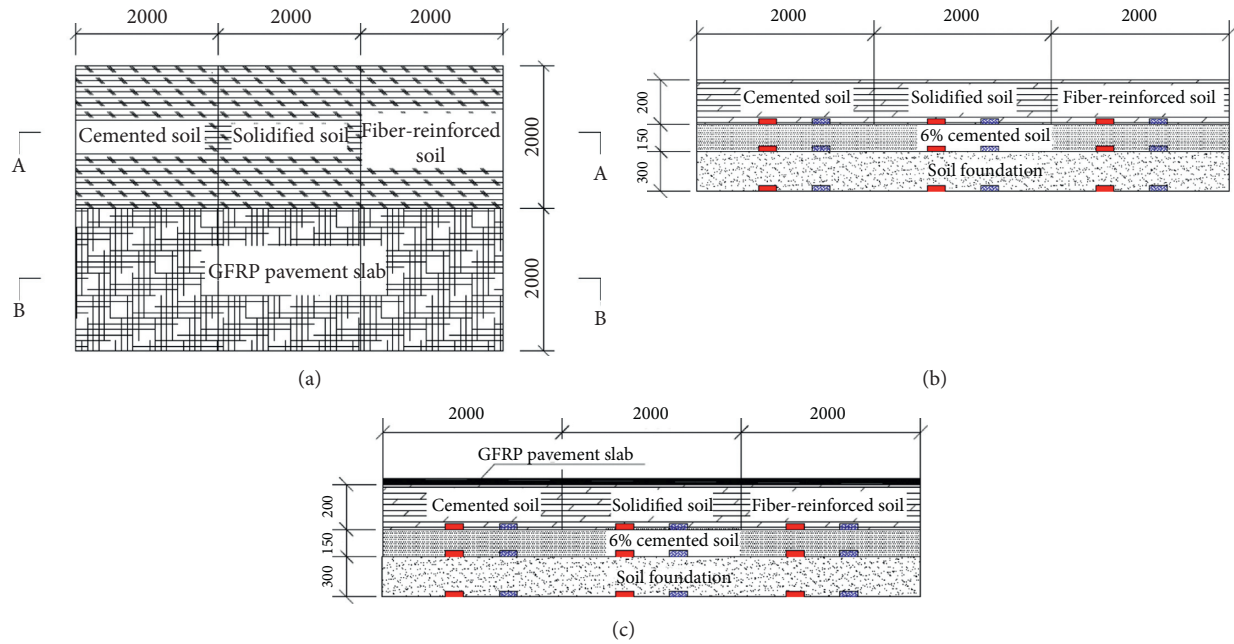 2000
2000
2000
Cemented soil
Solidified soil
Fiber-reinforced
soil
GFRP pavement slab
A
A
B
B
2000
2000
(a)
2000
2000
2000
200
150
300
Cemented soil
Solidified soil
Fiber-reinforced soil
6% cemented soil
Soil foundation
(b)
2000
2000
2000
GFRP pavement slab
200
150
300
Cemented soil
Solidified soil
Fiber-reinforced soil
6% cemented soil
Soil foundation
(c)